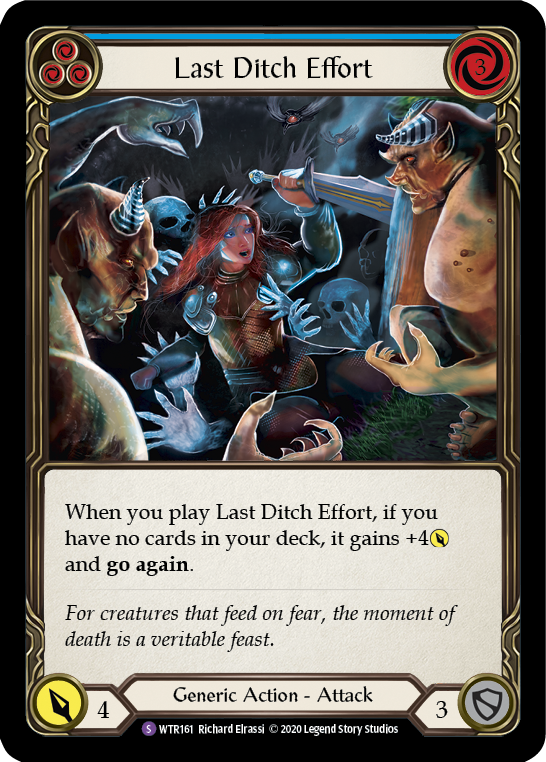 Last Ditch Effort
3
When you play Last Ditch Effort, if you
have no cards in your deck, it gains +4
and go again.
For creatures that feed on fear, the moment of
death is a veritable feast.
4
Generic Action - Attack
3
S WTR161 Richard Elrassi © 2020 Legend Story Studios